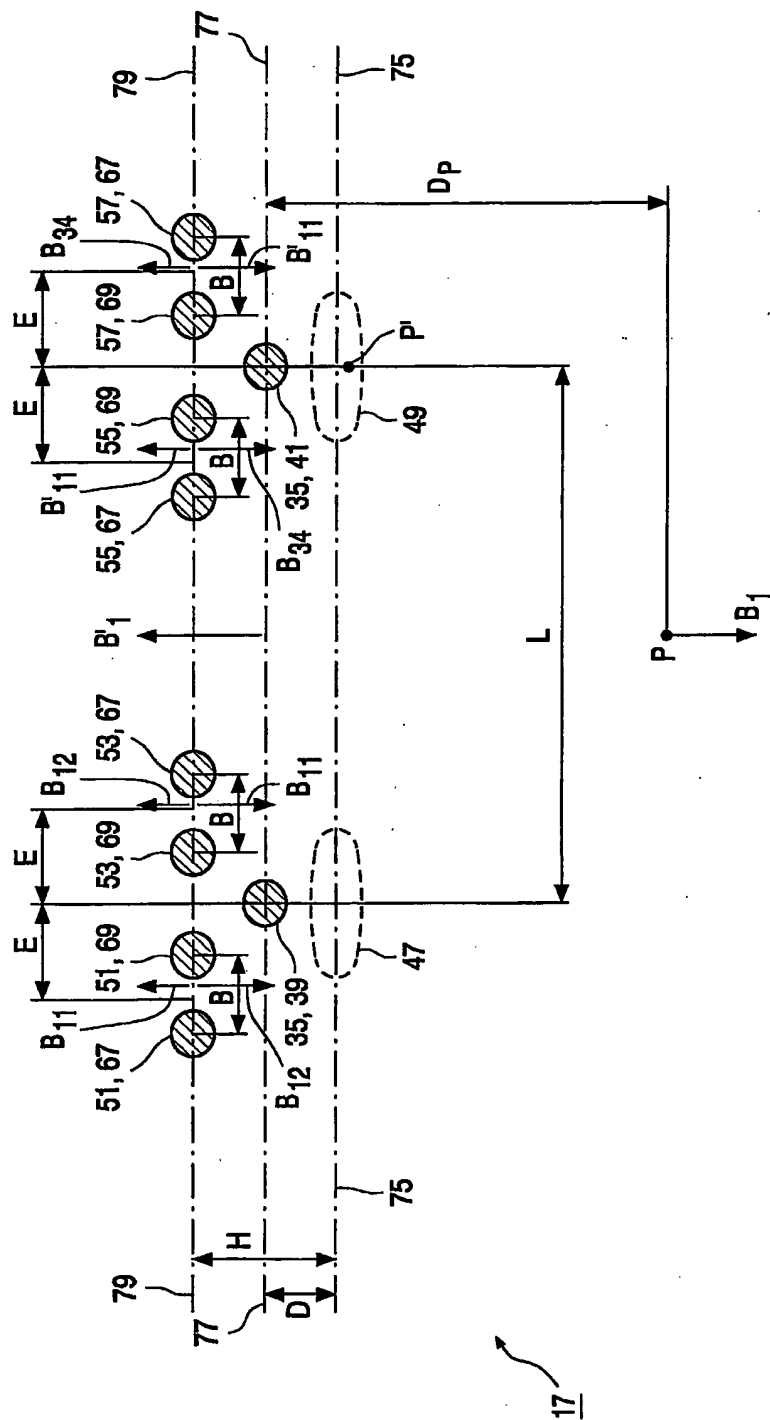 79
77
75
B34
57, 67
E
57, 69
B'11
B
DP
E
55, 69
B'11
55, 67
B
35, 41
B34
P'
49
B'1
L
P
B1
B12
53, 67
E
53, 69
B11
B
E
51, 69
B11
51, 67
B
35, 39
B12
47
75
79
77
H
D
17